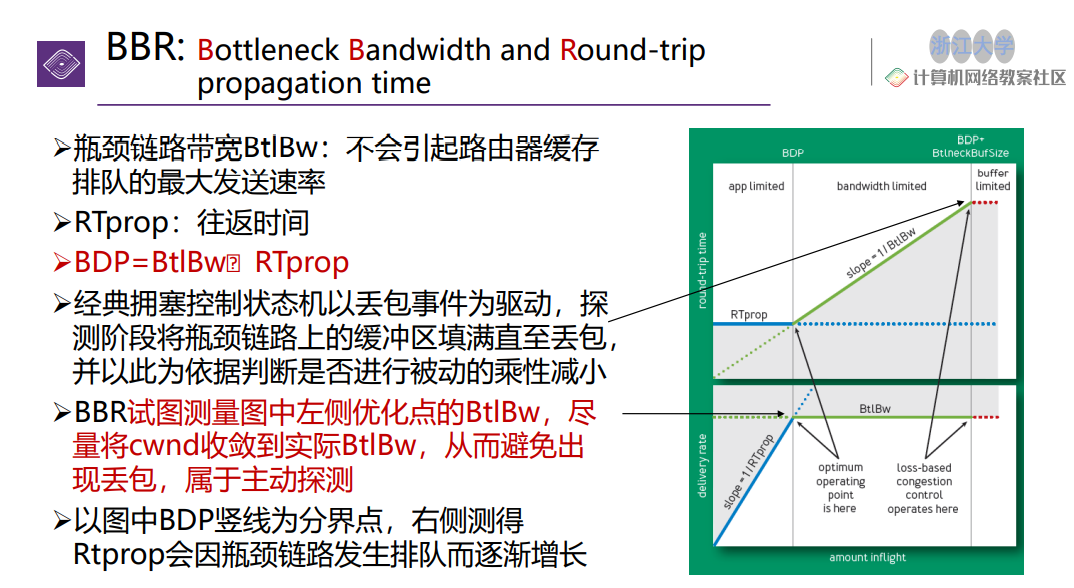 BBR: Bottleneck Bandwidth and Round-trip
propagation time
浙江大学
计算机网络教案社区
➢瓶颈链路带宽BtlBw：不会引起路由器缓存
排队的最大发送速率
➢RTprop：往返时间
➢BDP=BtlBw RTprop
➢经典拥塞控制状态机以丢包事件为驱动，探
测阶段将瓶颈链路上的缓冲区填满直至丢包，
并以此为依据判断是否进行被动的乘性减小
➢BBR试图测量图中左侧优化点的BtlBw，尽
量将cwnd收敛到实际BtlBw，从而避免出
现丢包，属于主动探测
➢以图中BDP竖线为分界点，右侧测得
Rtprop会因瓶颈链路发生排队而逐渐增长
BDP
BDP+
BtlneckBufSize
app limited
bandwidth limited
buffer
limited
round-trip time
slope = 1/ BtlBw
RTprop
delivery rate
slope = 1/RTprop
BtlBw
optimum
operating
point
is here
loss-based
congestion
control
operates here
amount inflight